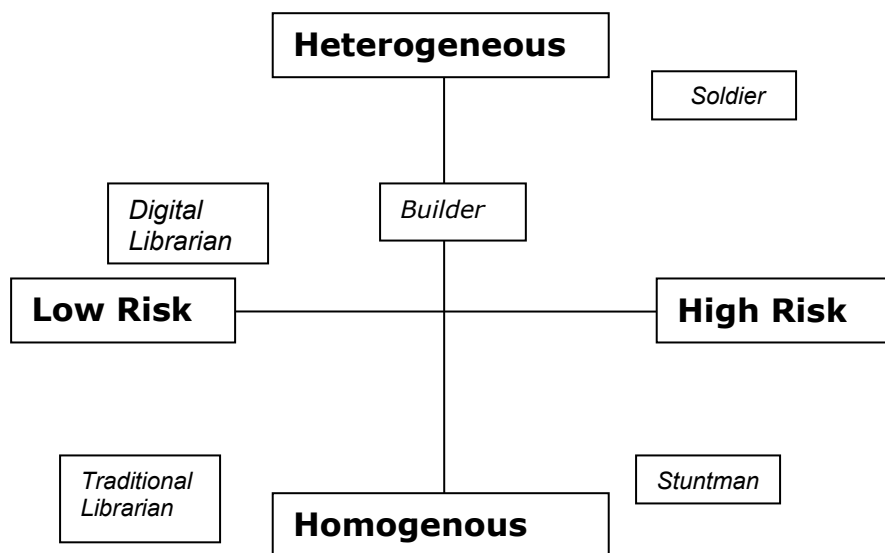 Heterogeneous
Soldier
Digital
Librarian
Builder
Low Risk
High Risk
Traditional
Librarian
Stuntman
Homogenous